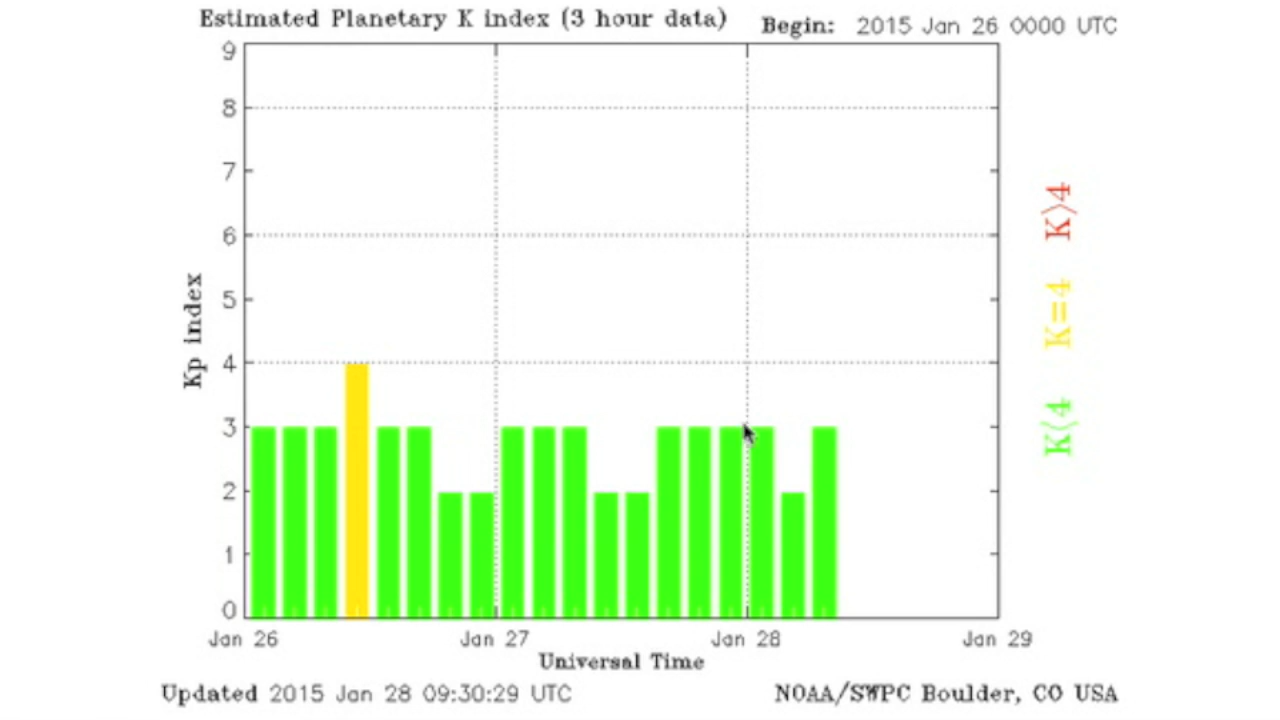 Estimated Planetary K index (3 hour data)
Begin: 2015 Jan 26 0000 UTC
9
8
7
6
5
4
3
2
1
0
Kp index
K>4
K=4
K<4
Jan 26
Jan 27
Jan 28
Jan 29
Universal Time
Updated 2015 Jan 28 09:30:29 UTC
NOAA/SWPC Boulder, CO USA